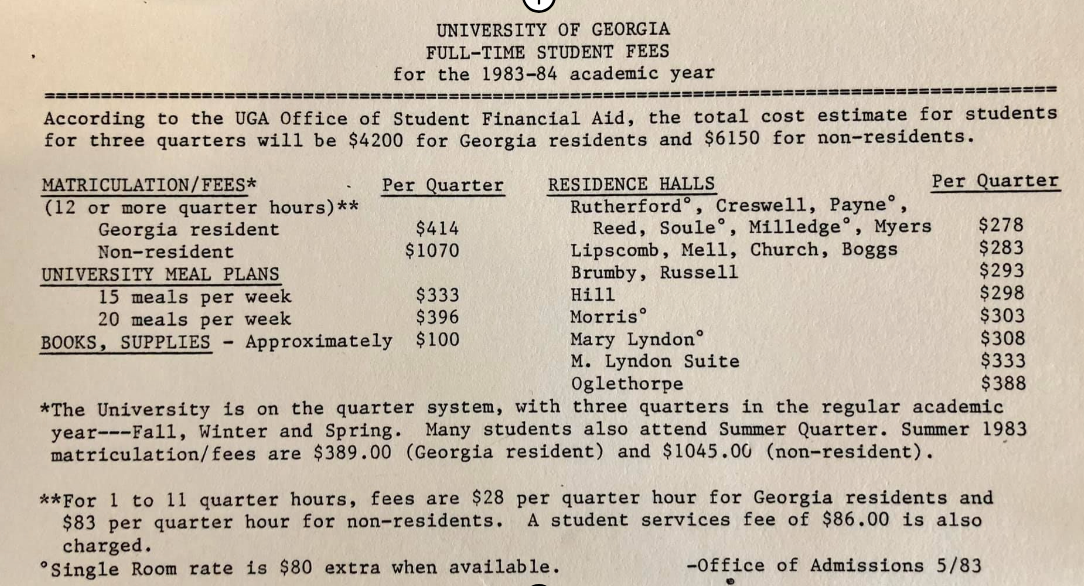 UNIVERSITY OF GEORGIA
FULL-TIME STUDENT FEES
for the 1983-84 academic year
According to the UGA Office of Student Financial Aid, the total cost estimate for students
for three quarters will be $4200 for Georgia residents and $6150 for non-residents.
MATRICULATION/FEES* Per Quarter
(12 or more quarter hours)**
Georgia resident $414
Non-resident $1070
UNIVERSITY MEAL PLANS
15 meals per week $333
20 meals per week $396
BOOKS, SUPPLIES - Approximately $100
RESIDENCE HALLS Per Quarter
Rutherford°, Creswell, Payne°,
Reed, Soule°, Milledge°, Myers $278
Lipscomb, Mell, Church, Boggs $283
Brumby, Russell $293
Hill $298
Morris° $303
Mary Lyndon° $308
M. Lyndon Suite $333
Oglethorpe $388
*The University is on the quarter system, with three quarters in the regular academic
year---Fall, Winter and Spring. Many students also attend Summer Quarter. Summer 1983
matriculation/fees are $389.00 (Georgia resident) and $1045.00 (non-resident).
**For 1 to 11 quarter hours, fees are $28 per quarter hour for Georgia residents and
$83 per quarter hour for non-residents. A student services fee of $86.00 is also
charged.
°Single Room rate is $80 extra when available. -Office of Admissions 5/83